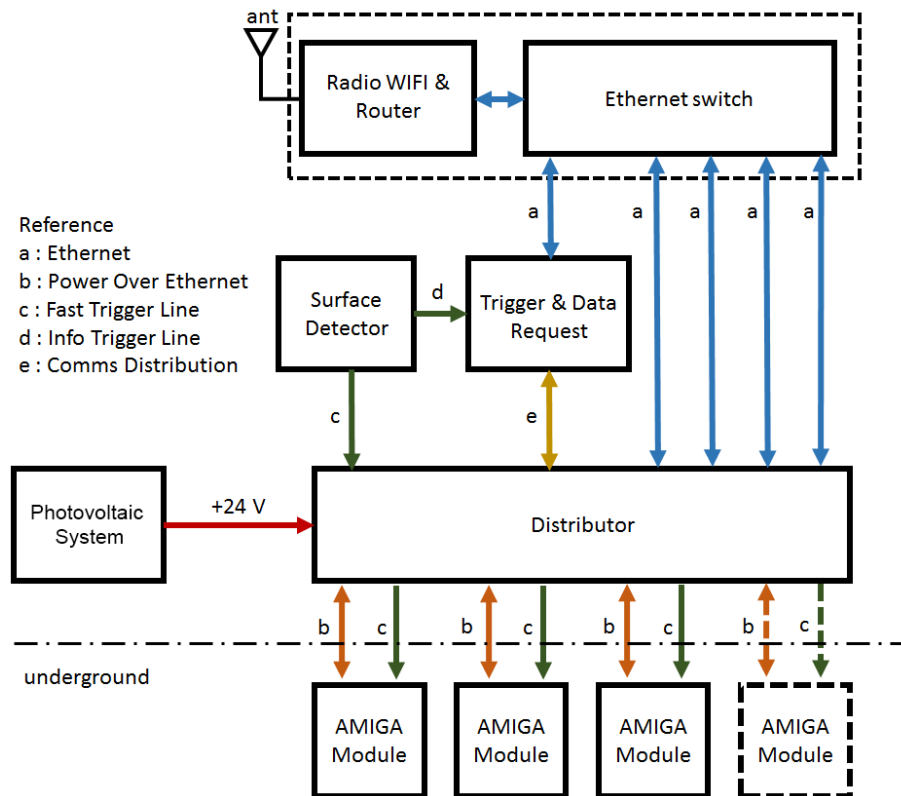 ant
Radio WIFI &
Router
Ethernet switch
a
a
a
a
a
Reference
a : Ethernet
b : Power Over Ethernet
c : Fast Trigger Line
d : Info Trigger Line
e : Comms Distribution
Surface
Detector
d
Trigger & Data
Request
c
e
Photovoltaic
System
+24 V
Distributor
b
c
b
c
b
c
b
c
underground
AMIGA
Module
AMIGA
Module
AMIGA
Module
AMIGA
Module